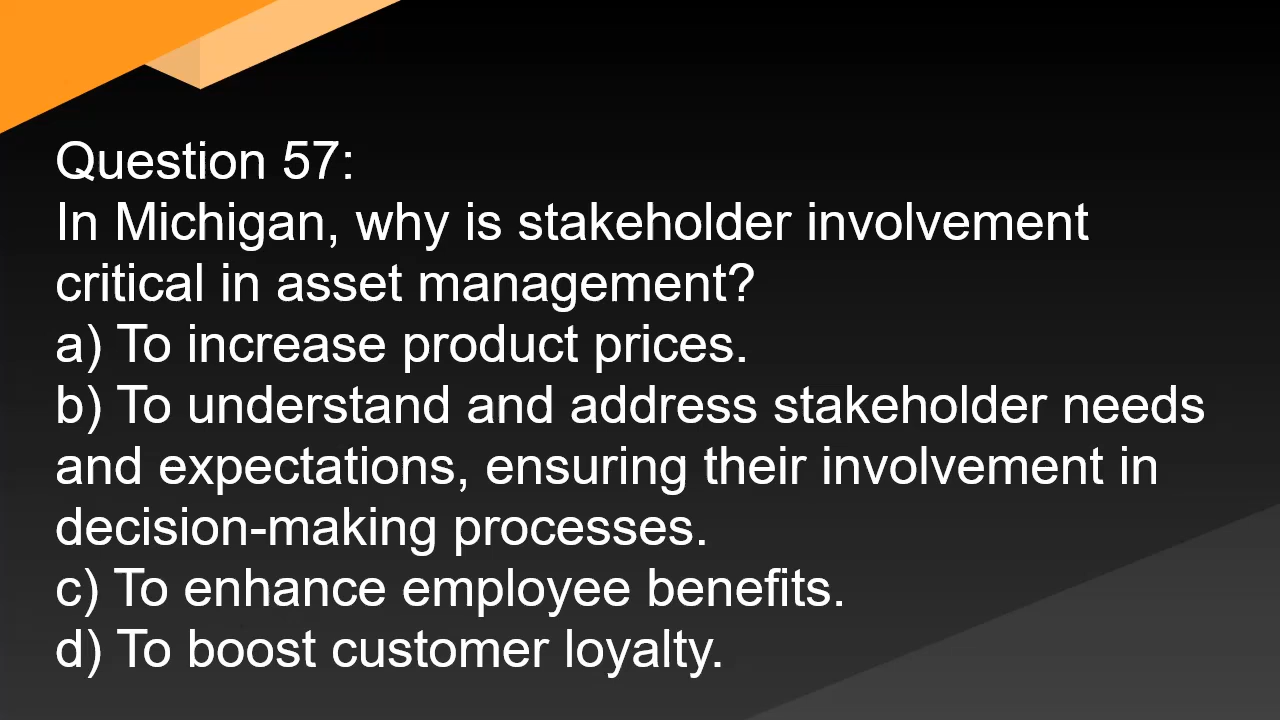 Question 57:
In Michigan, why is stakeholder involvement
critical in asset management?
a) To increase product prices.
b) To understand and address stakeholder needs
and expectations, ensuring their involvement in
decision-making processes.
c) To enhance employee benefits.
d) To boost customer loyalty.